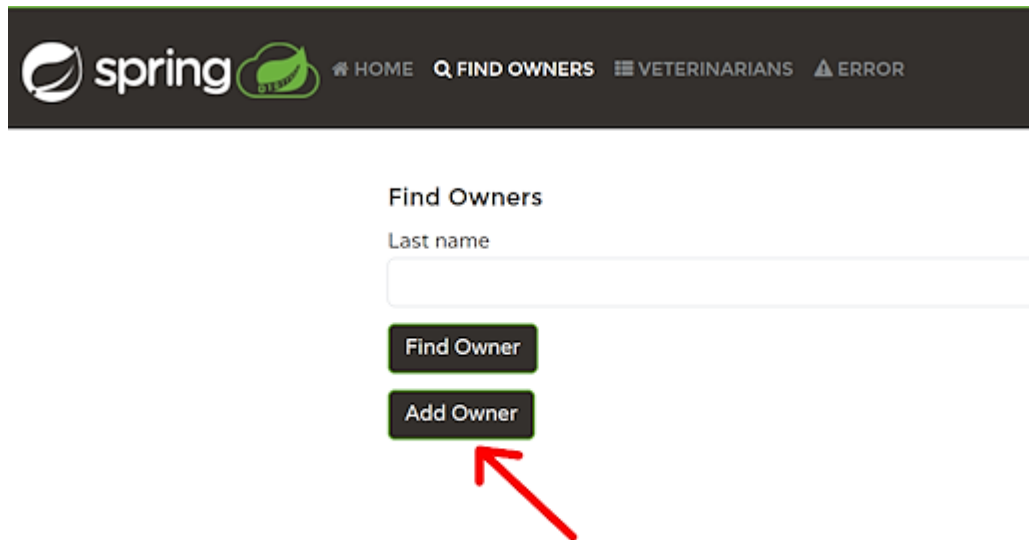 spring HOME FIND OWNERS VETERINARIANS ERROR
Find Owners
Last name
Find Owner
Add Owner